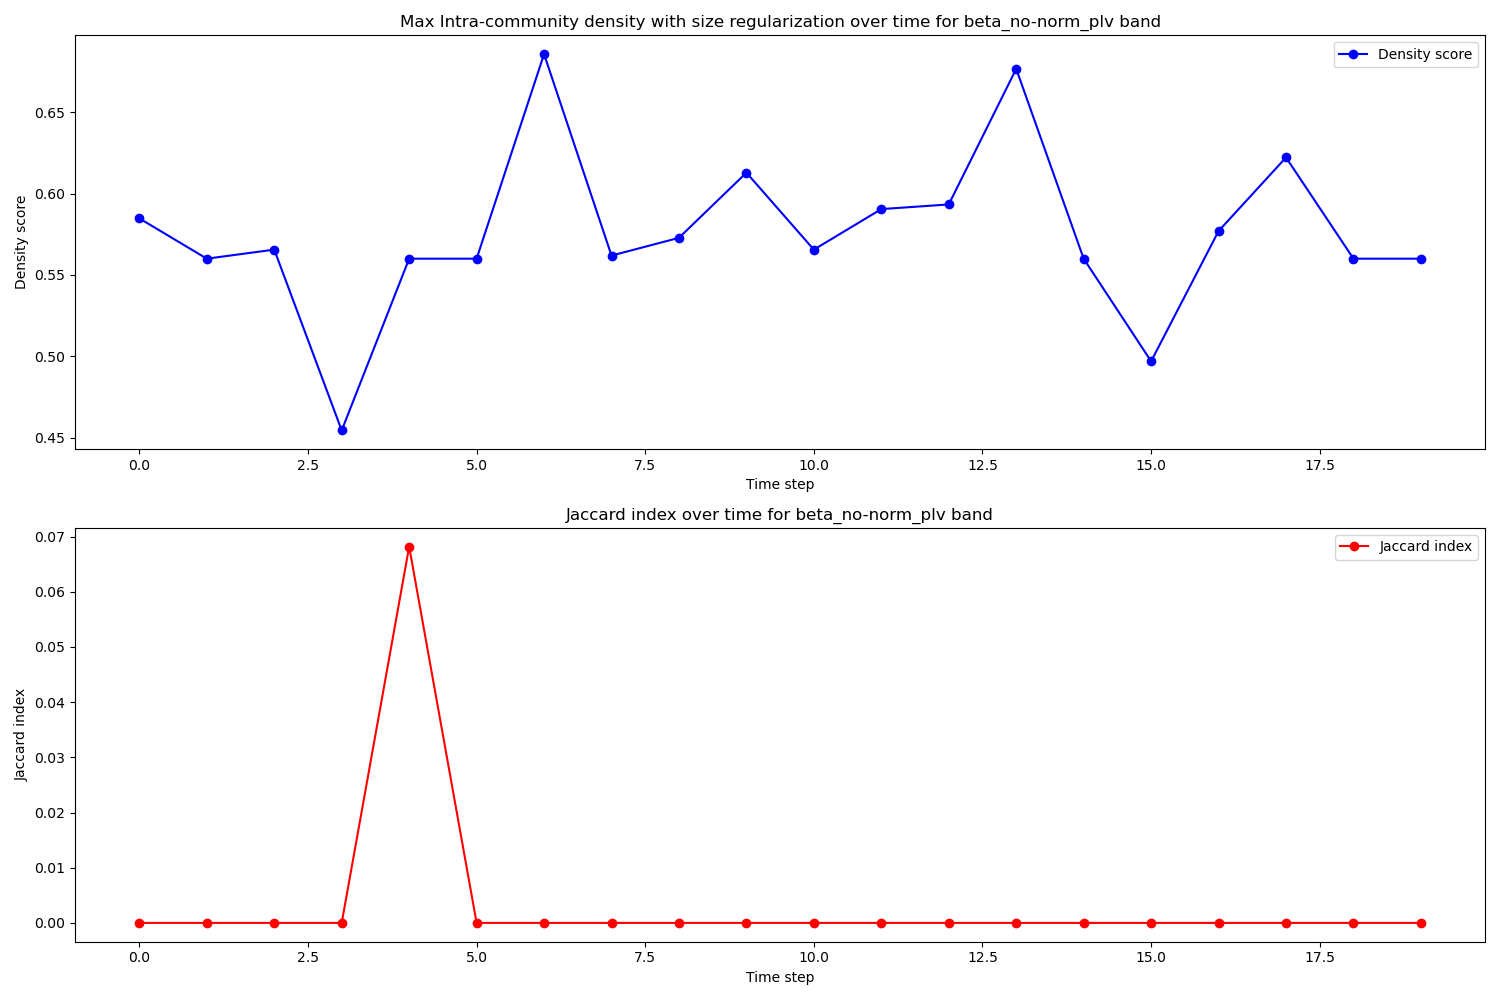 Max Intra-community density with size regularization over time for beta_no-norm_plv band
Density score
Density score
0.65
0.60
0.55
0.50
0.45
0.0 2.5 5.0 7.5 10.0 12.5 15.0 17.5
Time step
Jaccard index over time for beta_no-norm_plv band
Jaccard index
Jaccard index
0.07
0.06
0.05
0.04
0.03
0.02
0.01
0.00
0.0 2.5 5.0 7.5 10.0 12.5 15.0 17.5
Time step